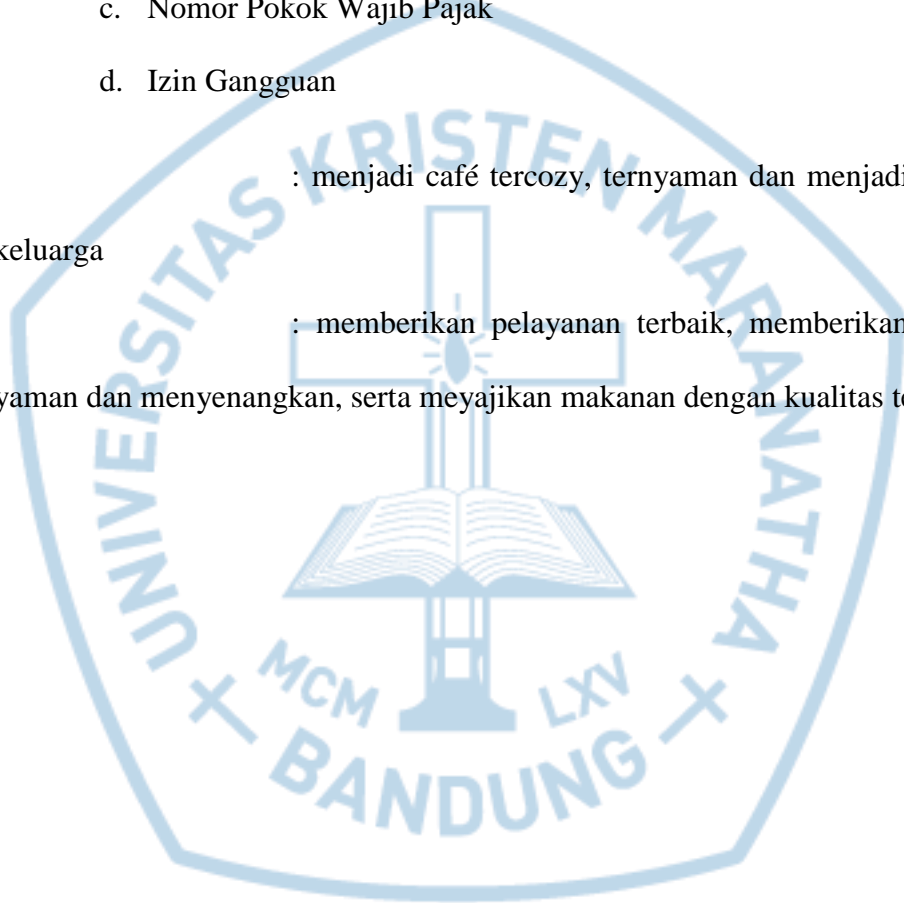 c. Nomor Pokok Wajib Pajak
d. Izin Gangguan
: menjadi café tercozy, ternyaman dan menjadi
keluarga
: memberikan pelayanan terbaik, memberikan
yaman dan menyenangkan, serta meyajikan makanan dengan kualitas te
UNIVERSITAS KRISTEN MARANATHA
MCM LXV
BANDUNG